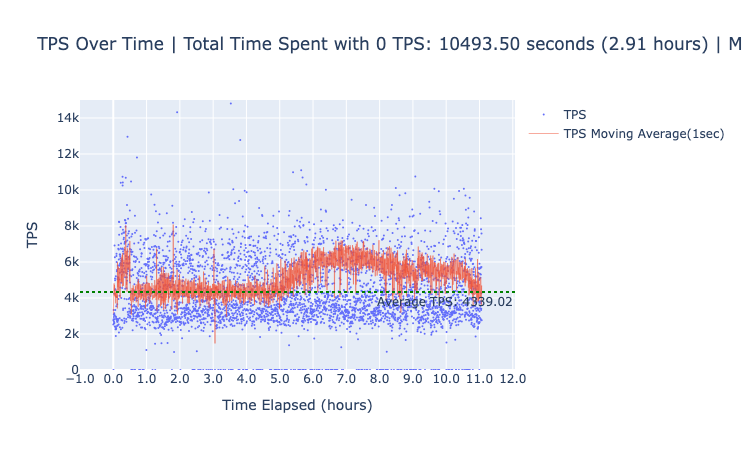 TPS Over Time | Total Time Spent with 0 TPS: 10493.50 seconds (2.91 hours) | M
TPS
TPS Moving Average(1sec)
14k
12k
10k
8k
6k
4k
2k
0
TPS
Average TPS: 4339.02
−1.0 0.0 1.0 2.0 3.0 4.0 5.0 6.0 7.0 8.0 9.0 10.0 11.0 12.0
Time Elapsed (hours)